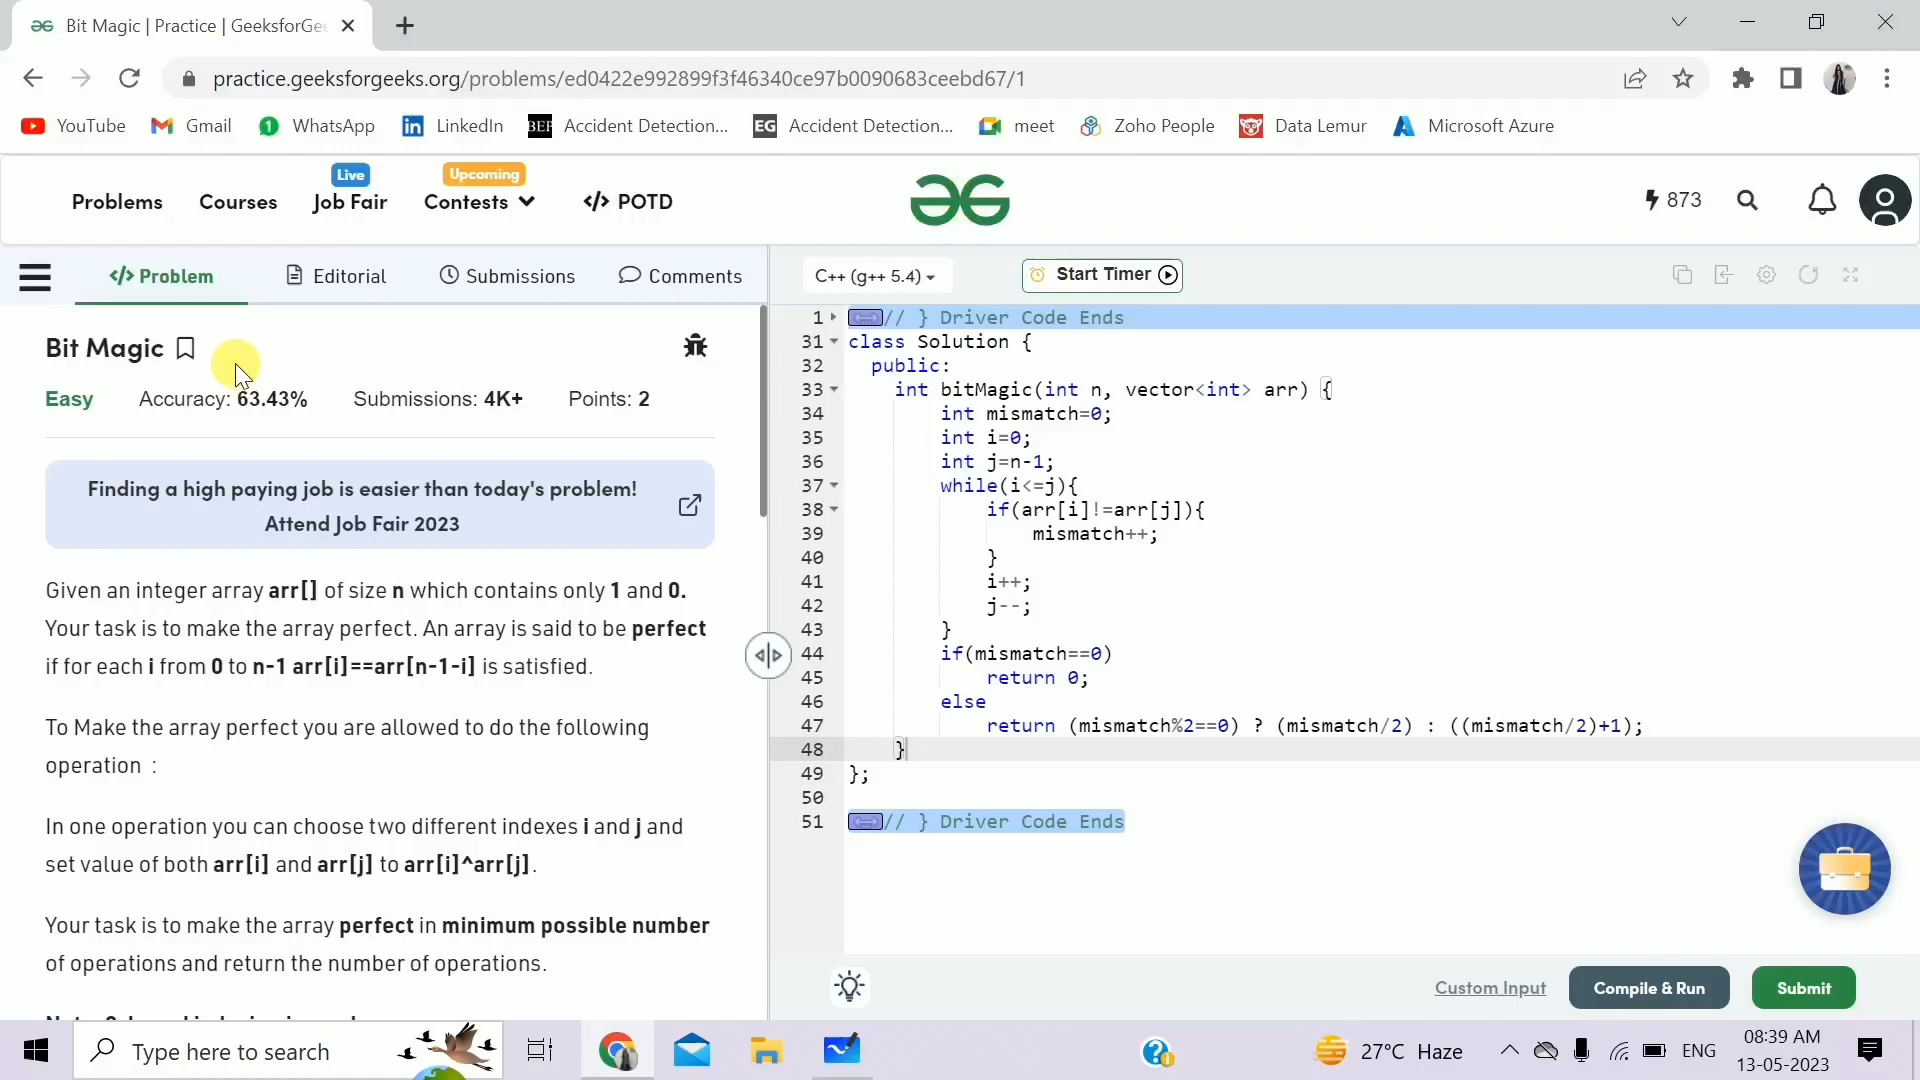 Bit Magic | Practice | GeeksforGe
practice.geeksforgeeks.org/problems/ed0422e992899f3f46340ce97b0090683ceebd67/1
YouTube Gmail WhatsApp LinkedIn BEP Accident Detection... EG Accident Detection... meet Zoho People Data Lemur Microsoft Azure
Live Upcoming
Problems Courses Job Fair Contests </> POTD 873
</> Problem Editorial Submissions Comments
C++ (g++ 5.4) Start Timer
Bit Magic
Easy Accuracy: 63.43% Submissions: 4K+ Points: 2
Finding a high paying job is easier than today's problem!
Attend Job Fair 2023
Given an integer array arr[] of size n which contains only 1 and 0.
Your task is to make the array perfect. An array is said to be perfect
if for each i from 0 to n-1 arr[i]==arr[n-1-i] is satisfied.
To Make the array perfect you are allowed to do the following
operation :
In one operation you can choose two different indexes i and j and
set value of both arr[i] and arr[j] to arr[i]^arr[j].
Your task is to make the array perfect in minimum possible number
of operations and return the number of operations.
1 // } Driver Code Ends
31 class Solution {
32 public:
33 int bitMagic(int n, vector<int> arr) {
34 int mismatch=0;
35 int i=0;
36 int j=n-1;
37 while(i<=j){
38 if(arr[i]!=arr[j]){
39 mismatch++;
40 }
41 i++;
42 j--;
43 }
44 if(mismatch==0)
45 return 0;
46 else
47 return (mismatch%2==0) ? (mismatch/2) : ((mismatch/2)+1);
48 }
49 };
50
51 // } Driver Code Ends
Custom Input Compile & Run Submit
Type here to search
27°C Haze
ENG
08:39 AM
13-05-2023